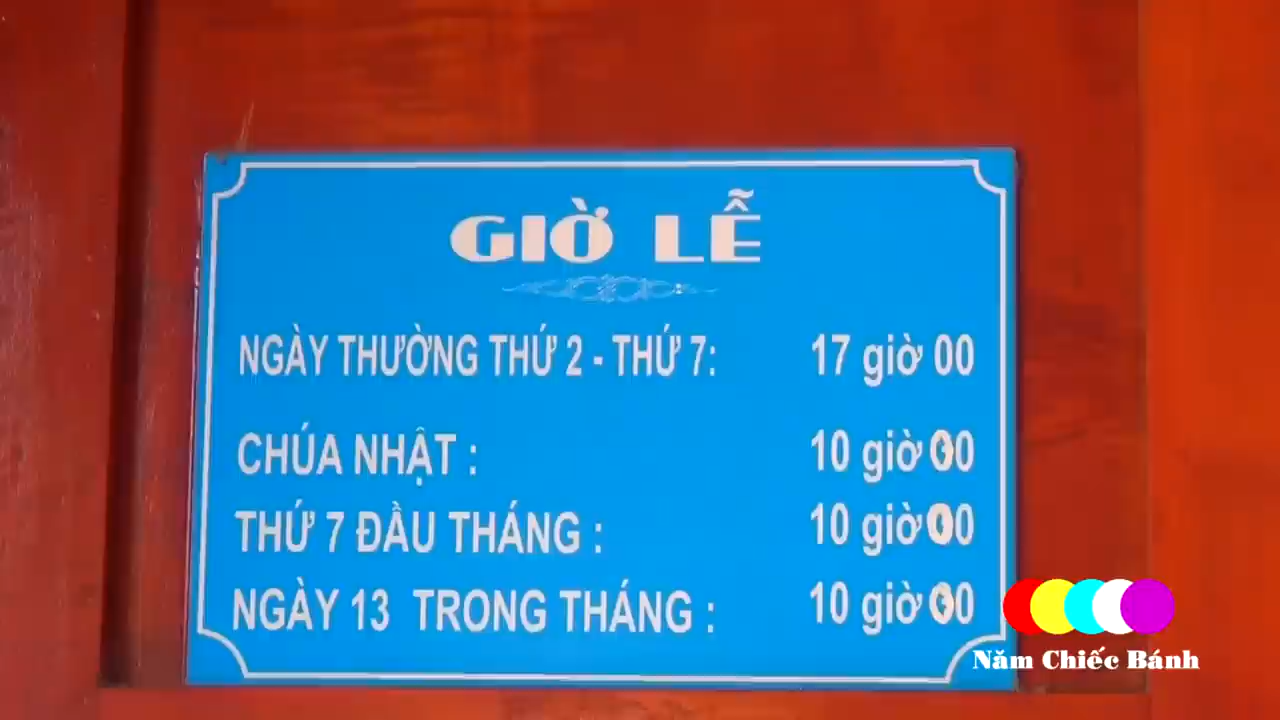 GIỜ LỄ
NGÀY THƯỜNG THỨ 2 - THỨ 7: 17 giờ 00
CHÚA NHẬT : 10 giờ 00
THỨ 7 ĐẦU THÁNG : 10 giờ 00
NGÀY 13 TRONG THÁNG : 10 giờ 00
Năm Chiếc Bánh